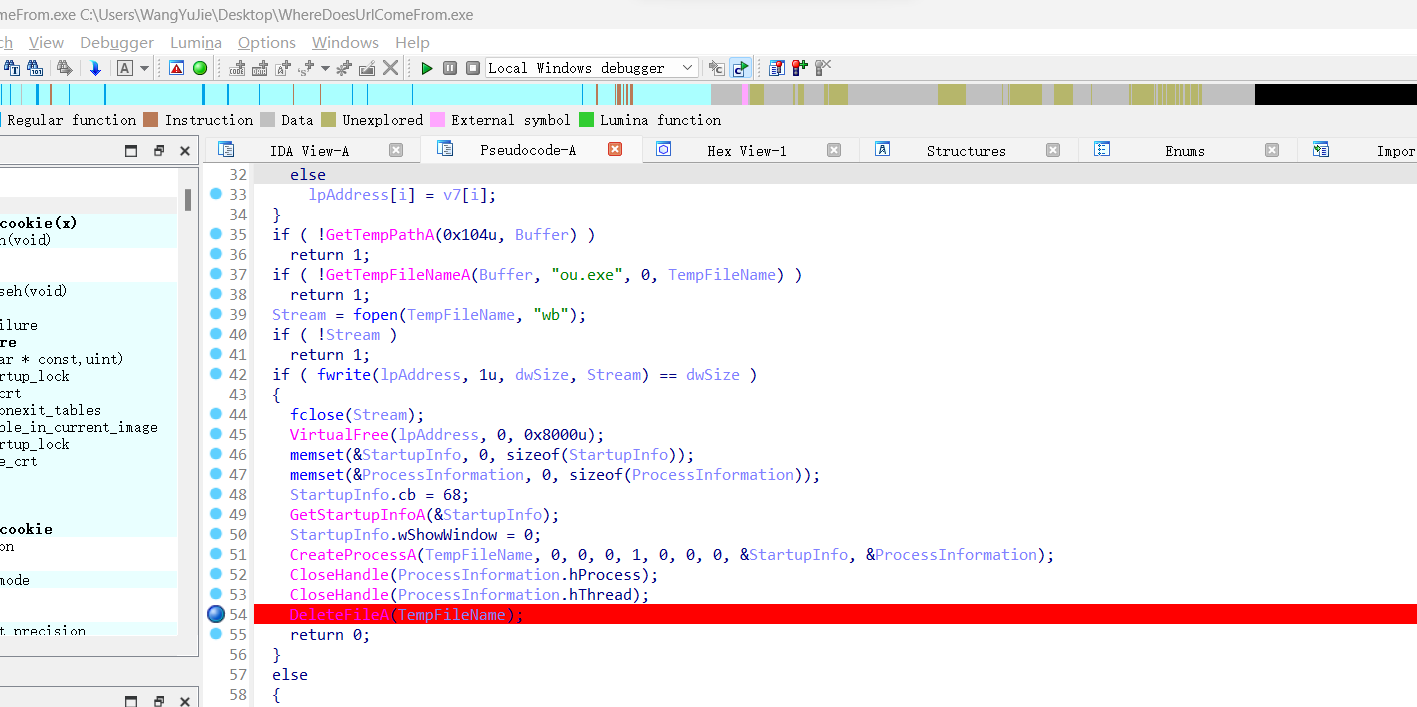 meFrom.exe C:\Users\WangYuJie\Desktop\WhereDoesUrlComeFrom.exe
ch View Debugger Lumina Options Windows Help
Local Windows debugger
Regular function Instruction Data Unexplored External symbol Lumina function
IDA View-A Pseudocode-A Hex View-1 Structures Enums Impor
cookie(x)
n(void)
seh(void)
ilure
re
ar * const,uint)
rtup_lock
crt
onexit_tables
ble_in_current_image
rtup_lock
e_crt
cookie
on
mode
t precision
32 else
33 lpAddress[i] = v7[i];
34 }
35 if ( !GetTempPathA(0x104u, Buffer) )
36 return 1;
37 if ( !GetTempFileNameA(Buffer, "ou.exe", 0, TempFileName) )
38 return 1;
39 Stream = fopen(TempFileName, "wb");
40 if ( !Stream )
41 return 1;
42 if ( fwrite(lpAddress, 1u, dwSize, Stream) == dwSize )
43 {
44 fclose(Stream);
45 VirtualFree(lpAddress, 0, 0x8000u);
46 memset(&StartupInfo, 0, sizeof(StartupInfo));
47 memset(&ProcessInformation, 0, sizeof(ProcessInformation));
48 StartupInfo.cb = 68;
49 GetStartupInfoA(&StartupInfo);
50 StartupInfo.wShowWindow = 0;
51 CreateProcessA(TempFileName, 0, 0, 0, 1, 0, 0, 0, &StartupInfo, &ProcessInformation);
52 CloseHandle(ProcessInformation.hProcess);
53 CloseHandle(ProcessInformation.hThread);
54 DeleteFileA(TempFileName);
55 return 0;
56 }
57 else
58 {